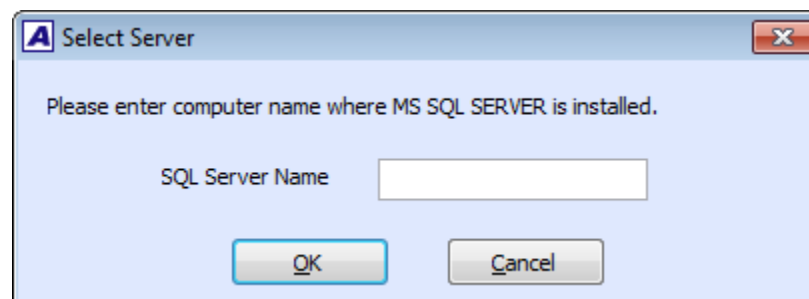 A Select Server
Please enter computer name where MS SQL SERVER is installed.
SQL Server Name
OK Cancel